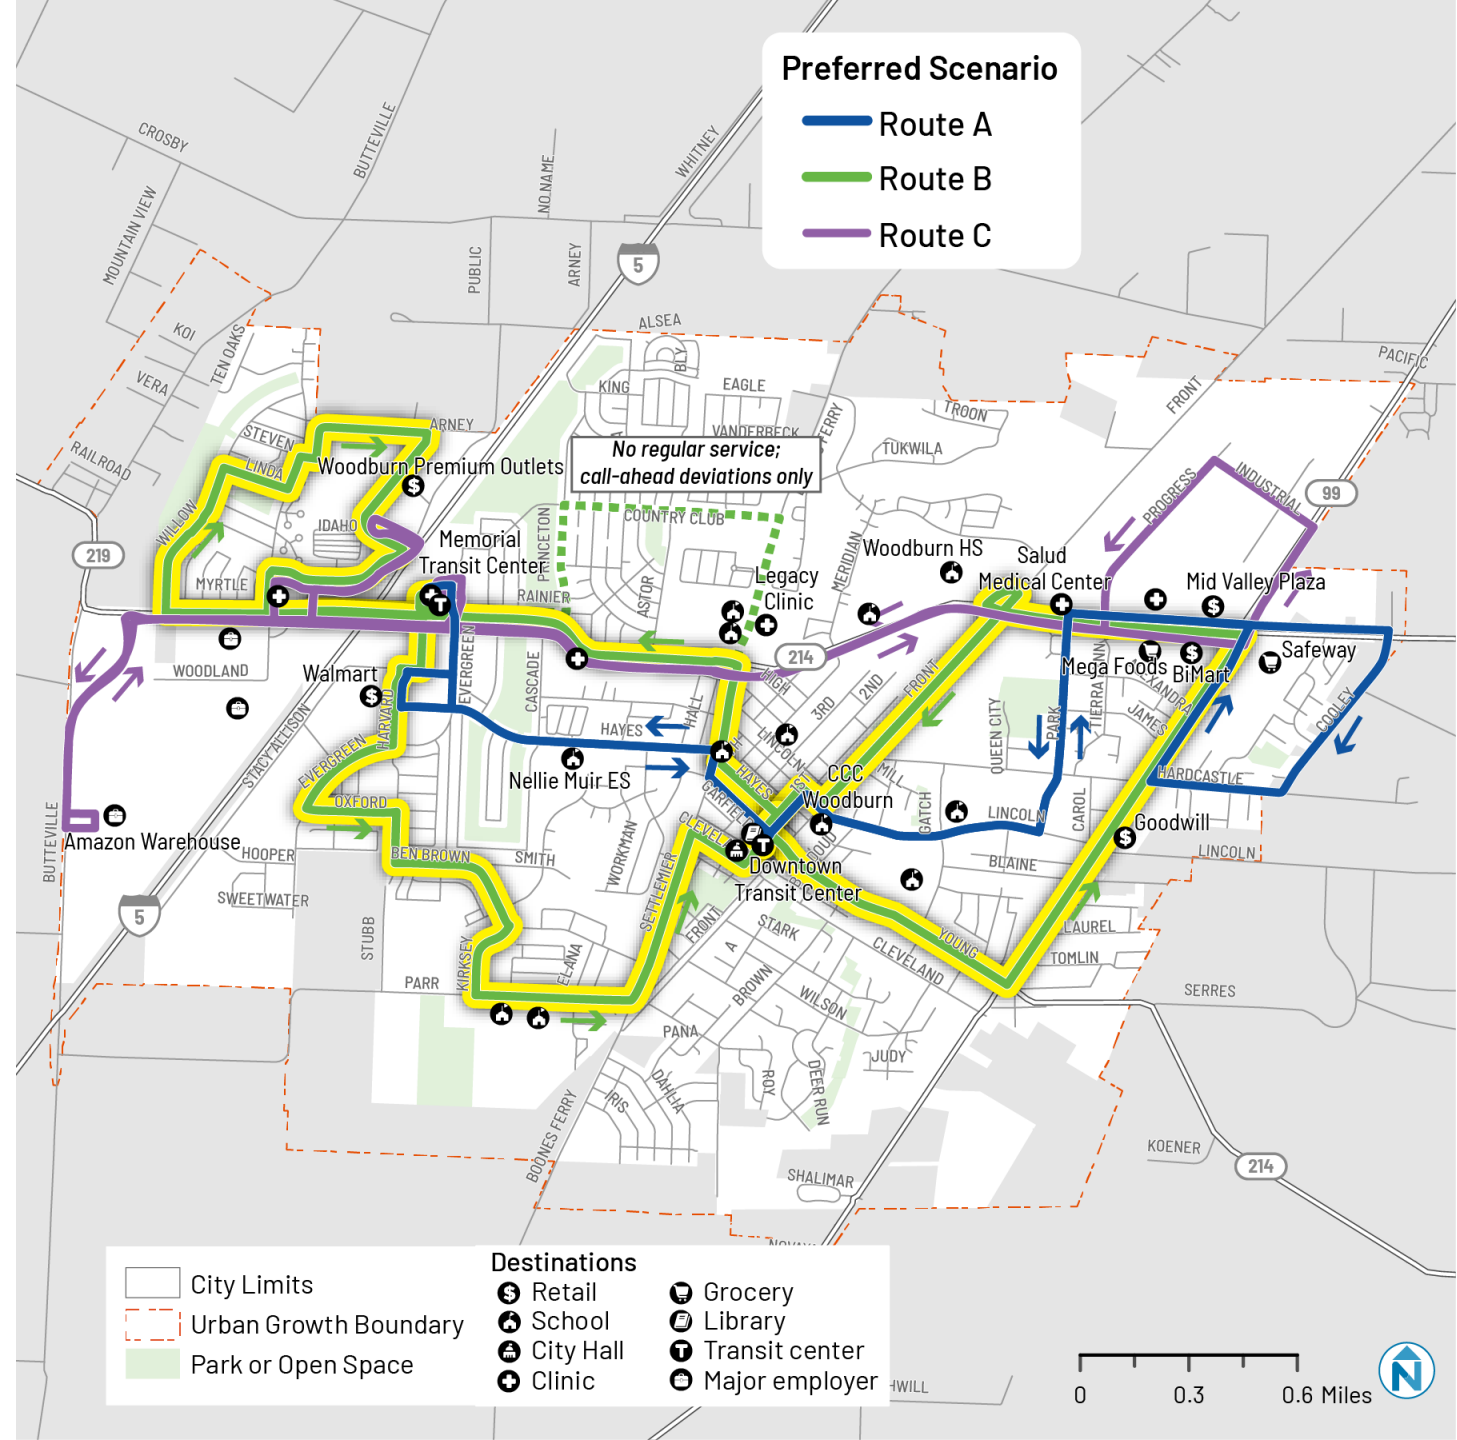 Preferred Scenario
Route A
Route B
Route C
CROSBY
BUTTEVILLE
WHITNEY
NO NAME
MOUNTAIN VIEW
PUBLIC
ARNEY
5
ALSEA
KOI
TEN OAKS
BLY
PACIFIC
VERA
KING
EAGLE
FRONT
TROON
ARNEY
VANDERBECK
FERRY
STEVEN
TUKWILA
No regular service;
call-ahead deviations only
RAILROAD
LINDA
Woodburn Premium Outlets
PROGRESS
INDUSTRIAL
99
WILLOW
IDAHO
COUNTRY CLUB
PRINCETON
MERIDIAN
219
Memorial
Transit Center
Woodburn HS
Salud
Medical Center
MYRTLE
RAINIER
ASTOR
Legacy
Clinic
Mid Valley Plaza
214
WOODLAND
Walmart
EVERGREEN
CASCADE
HIGH
Mega Foods
BiMart
Safeway
HARVARD
HALL
2ND
3RD
FRONT
QUEEN CITY
PARK
JAMES
COOLEY
STACY ALLISON
HAYES
LINCOLN
EVERGREEN
Nellie Muir ES
HAYES
1ST
MILL
CCC
Woodburn
HARDCASTLE
OXFORD
GATCH
LINCOLN
CAROL
Goodwill
BUTTEVILLE
Amazon Warehouse
HOOPER
BEN BROWN
SMITH
WORKMAN
Downtown
Transit Center
BLAINE
LINCOLN
SWEETWATER
SETTLEMIER
5
STUBB
FRONT
STARK
YOUNG
LAUREL
KIRKSEY
ELANA
A
CLEVELAND
TOMLIN
PARR
BROWN
WILSON
SERRES
PANA
JUDY
ROY
DEER RUN
IRIS
DAHLIA
BOONES FERRY
KOENER
214
SHALIMAR
City Limits
Urban Growth Boundary
Park or Open Space
Destinations
Retail
School
City Hall
Clinic
Grocery
Library
Transit center
Major employer
0
0.3
0.6 Miles
N